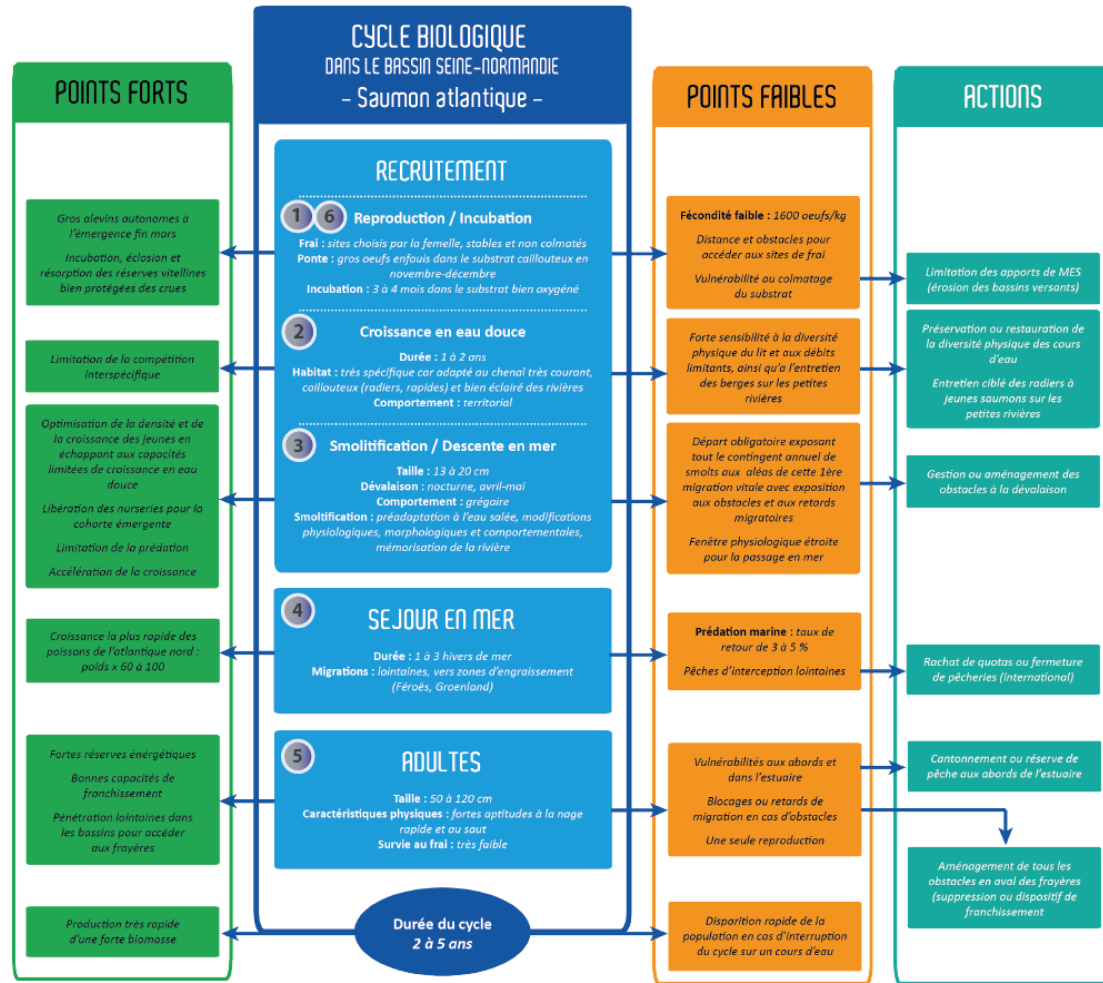 CYCLE BIOLOGIQUE
DANS LE BASSIN SEINE-NORMANDIE
– Saumon atlantique –
POINTS FORTS
Gros alevins autonomes à
l'émergence fin mars
Incubation, éclosion et
résorption des réserves vitellines
bien protégées des crues
Limitation de la compétition
interspécifique
Optimisation de la densité et de
la croissance des jeunes en
échappant aux capacités
limitées de croissance en eau
douce
Libération des nurseries pour la
cohorte émergente
Limitation de la prédation
Accélération de la croissance
Croissance la plus rapide des
poissons de l'atlantique nord :
poids x 60 à 100
Fortes réserves énergétiques
Bonnes capacités de
franchissement
Pénétration lointaines dans
les bassins pour accéder
aux frayères
Production très rapide
d'une forte biomasse
RECRUTEMENT
1 6 Reproduction / Incubation
Frai : sites choisis par la femelle, stables et non colmatés
Ponte : gros oeufs enfouis dans le substrat caillouteux en
novembre-décembre
Incubation : 3 à 4 mois dans le substrat bien oxygéné
2 Croissance en eau douce
Durée : 1 à 2 ans
Habitat : très spécifique car adapté au chenal très courant,
caillouteux (radiers, rapides) et bien éclairé des rivières
Comportement : territorial
3 Smolitification / Descente en mer
Taille : 13 à 20 cm
Dévalaison : nocturne, avril-mai
Comportement : grégaire
Smoltification : préadaptation à l'eau salée, modifications
physiologiques, morphologiques et comportementales,
mémorisation de la rivière
4 SEJOUR EN MER
Durée : 1 à 3 hivers de mer
Migrations : lointaines, vers zones d'engraissement
(Féroës, Groenland)
5 ADULTES
Taille : 50 à 120 cm
Caractéristiques physiques : fortes aptitudes à la nage
rapide et au saut
Survie au frai : très faible
Durée du cycle
2 à 5 ans
POINTS FAIBLES
Fécondité faible : 1600 oeufs/kg
Distance et obstacles pour
accéder aux sites de frai
Vulnérabilité au colmatage
du substrat
Forte sensibilité à la diversité
physique du lit et aux débits
limitants, ainsi qu'a l'entretien
des berges sur les petites
rivières
Départ obligatoire exposant
tout le contingent annuel de
smolts aux aléas de cette 1ère
migration vitale avec exposition
aux obstacles et aux retards
migratoires
Fenêtre physiologique étroite
pour la passage en mer
Prédation marine : taux de
retour de 3 à 5 %
Pêches d'interception lointaines
Vulnérabilités aux abords et
dans l'estuaire
Blocages ou retards de
migration en cas d'obstacles
Une seule reproduction
Disparition rapide de la
population en cas d'interruption
du cycle sur un cours d'eau
ACTIONS
Limitation des apports de MES
(érosion des bassins versants)
Préservation ou restauration de
la diversité physique des cours
d'eau
Entretien ciblé des radiers à
jeunes saumons sur les
petites rivières
Gestion ou aménagement des
obstacles à la dévalaison
Rachat de quotas ou fermeture
de pêcheries (international)
Cantonnement ou réserve de
pêche aux abords de l'estuaire
Aménagement de tous les
obstacles en aval des frayères
(suppression ou dispositif de
franchissement